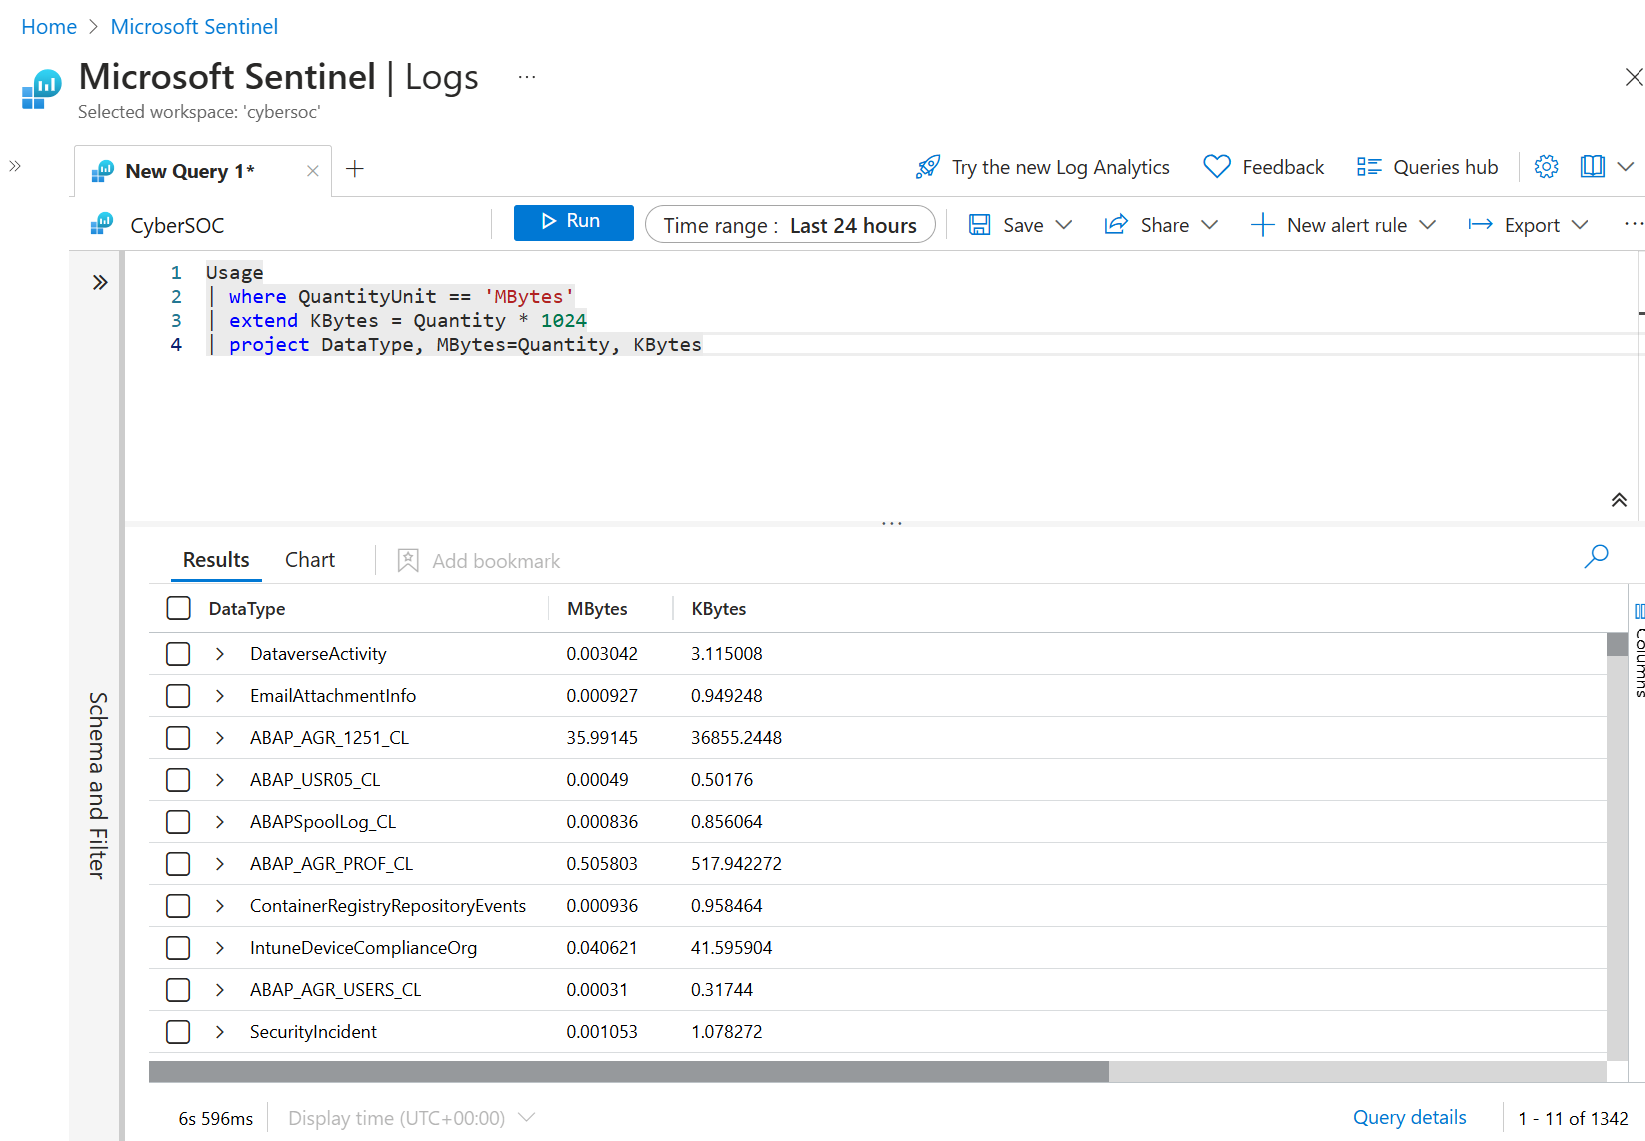 Home > Microsoft Sentinel
Microsoft Sentinel | Logs ...
Selected workspace: 'cybersoc'
New Query 1*
Try the new Log Analytics
Feedback
Queries hub
CyberSOC
Run
Time range : Last 24 hours
Save
Share
New alert rule
Export
...
1 Usage
2 | where QuantityUnit == 'MBytes'
3 | extend KBytes = Quantity * 1024
4 | project DataType, MBytes=Quantity, KBytes
Schema and Filter
Results Chart Add bookmark
DataType MBytes KBytes
DataverseActivity 0.003042 3.115008
EmailAttachmentInfo 0.000927 0.949248
ABAP_AGR_1251_CL 35.99145 36855.2448
ABAP_USR05_CL 0.00049 0.50176
ABAPSpoolLog_CL 0.000836 0.856064
ABAP_AGR_PROF_CL 0.505803 517.942272
ContainerRegistryRepositoryEvents 0.000936 0.958464
IntuneDeviceComplianceOrg 0.040621 41.595904
ABAP_AGR_USERS_CL 0.00031 0.31744
SecurityIncident 0.001053 1.078272
Columns
6s 596ms Display time (UTC+00:00) Query details 1 - 11 of 1342